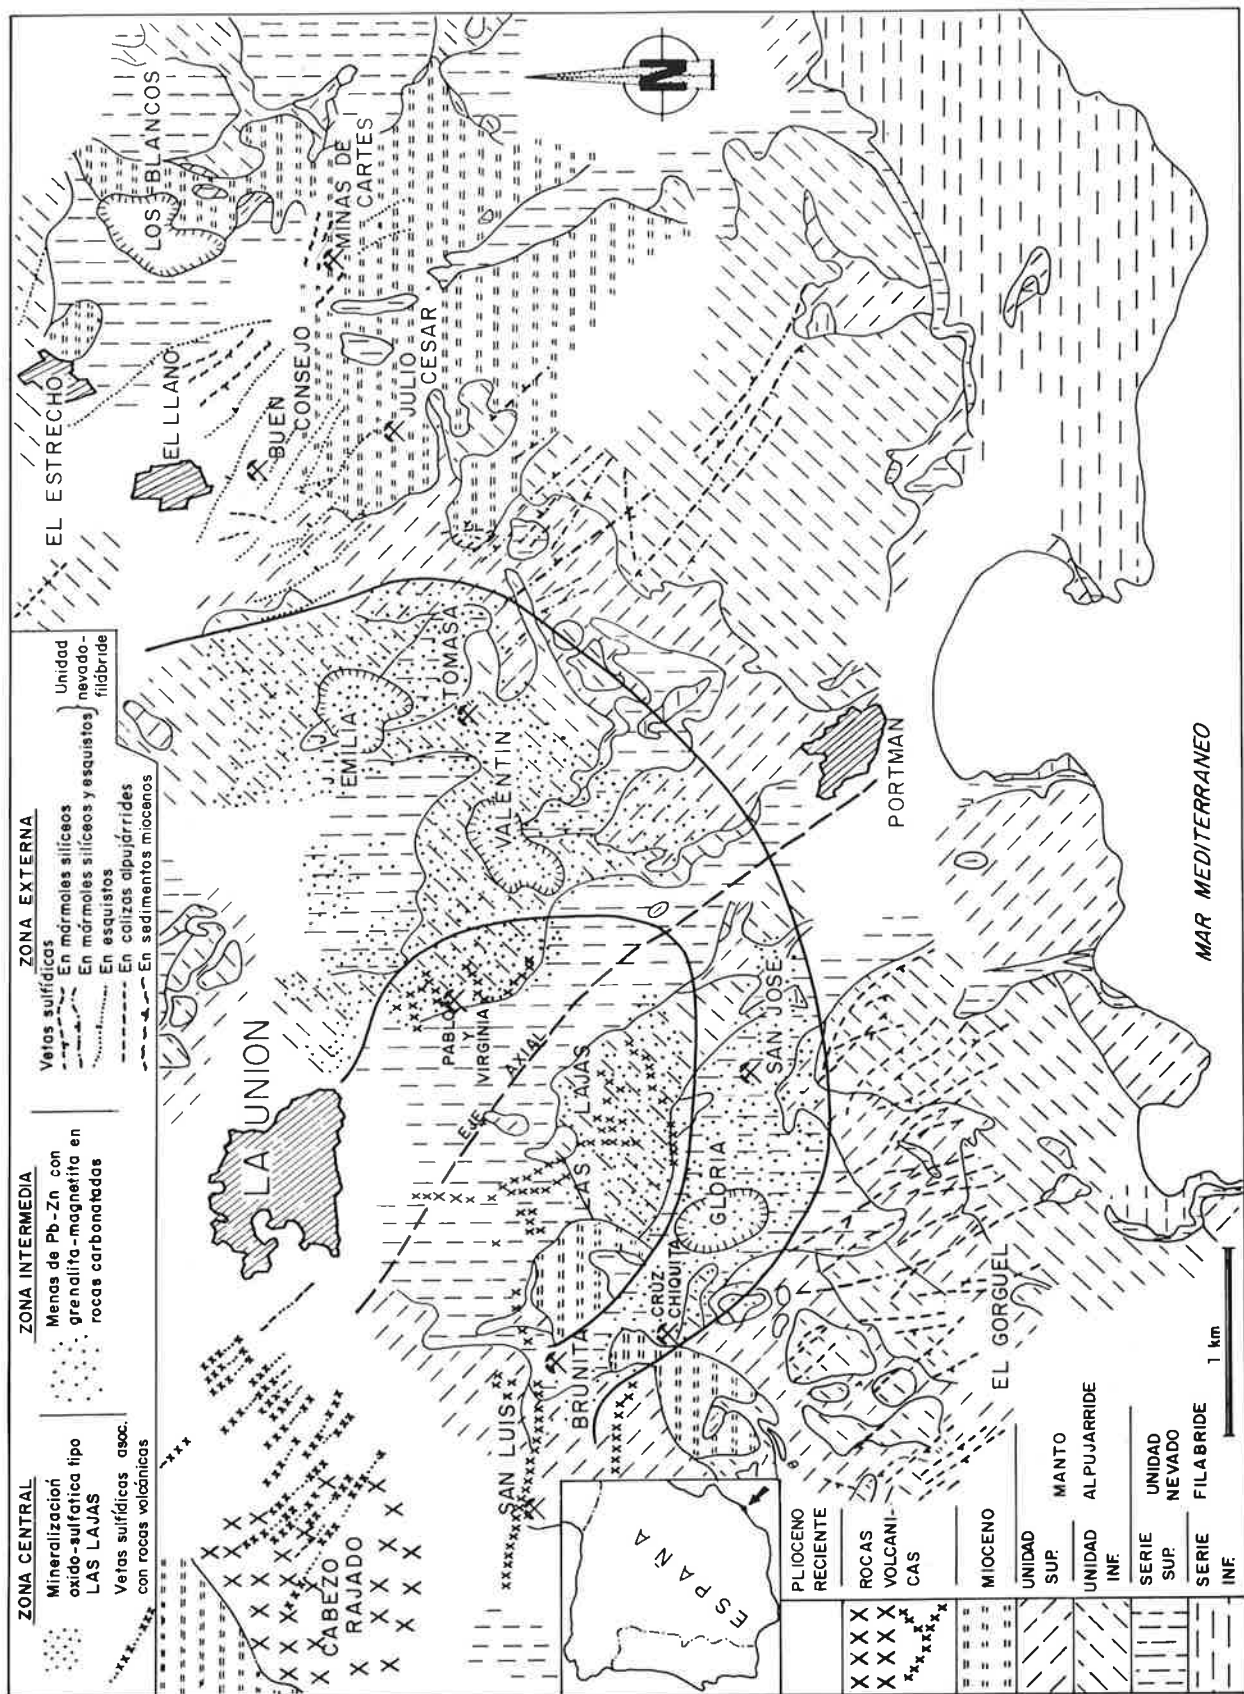 ZONA CENTRAL
Mineralizacion
oxido-sulfatica tipo
LAS LAJAS
Vetas sulfídicas asoc.
con rocas volcánicas
ZONA INTERMEDIA
Menas de Pb-Zn con
grenalita-magnetita en
rocas carbonatadas
ZONA EXTERNA
Vetas sulfídicas
En mármoles silíceos
En mármoles silíceos y esquistos
En esquistos
En calizas alpujárrides
En sedimentos miocenos
Unidad
nevado-
filábride
EL ESTRECHO
LOS BLANCOS
EL LLANO
BUEN
CONSEJO
MINAS DE
CARTES
JULIO
CESAR
N
LA
UNION
EMILIA
TOMASA
VALENTIN
PABLO
Y
VIRGINIA
EJE AXIAL
CABEZO
RAJADO
SAN LUIS
BRUNITA
LAS LAJAS
CRUZ
CHIQUITA
GLORIA
SAN JOSE
PORTMAN
EL GORGUEL
MAR MEDITERRANEO
ESPAÑA
1 km
PLIOCENO
RECIENTE
ROCAS
VOLCANI-
CAS
MIOCENO
UNIDAD
SUP.
UNIDAD
INF.
MANTO
ALPUJARRIDE
SERIE
SUP.
SERIE
INF.
UNIDAD
NEVADO
FILABRIDE